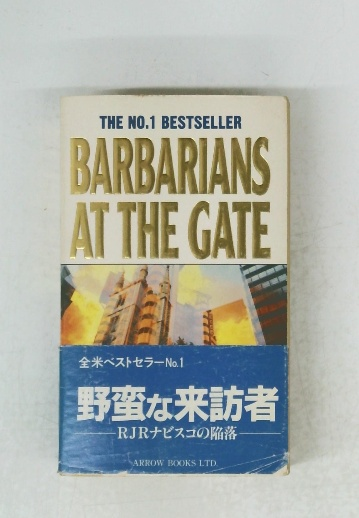 THE NO.1 BESTSELLER
BARBARIANS
AT THE GATE
全米ベストセラーNo.1
野蛮な来訪者
RJRナビスコの陥落
ARROW BOOKS LTD.